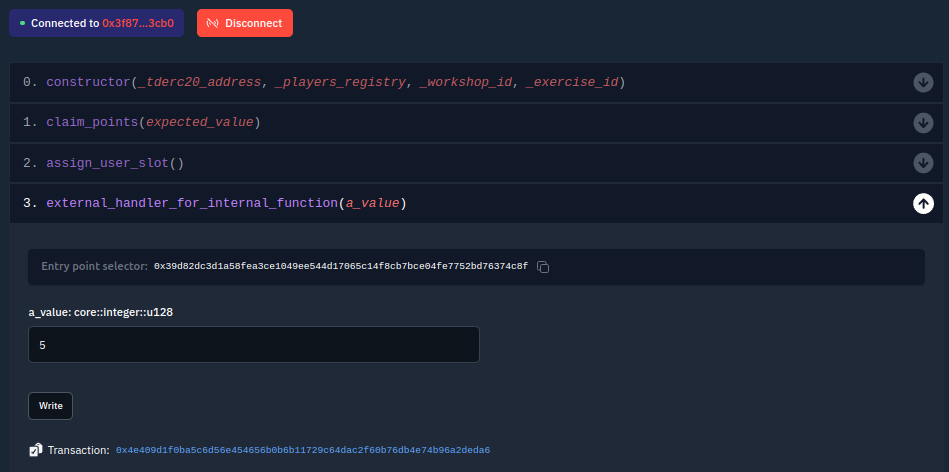 Connected to 0x3f87...3cb0 Disconnect
0. constructor(_tderc20_address, _players_registry, _workshop_id, _exercise_id)
1. claim_points(expected_value)
2. assign_user_slot()
3. external_handler_for_internal_function(a_value)
Entry point selector: 0x39d82dc3d1a58fea3ce1049ee544d17065c14f8cb7bce04fe7752bd76374c8f
a_value: core::integer::u128
5
Write
Transaction: 0x4e409d1f0ba5c6d56e454656b0b6b11729c64dac2f60b76db4e74b96a2deda6